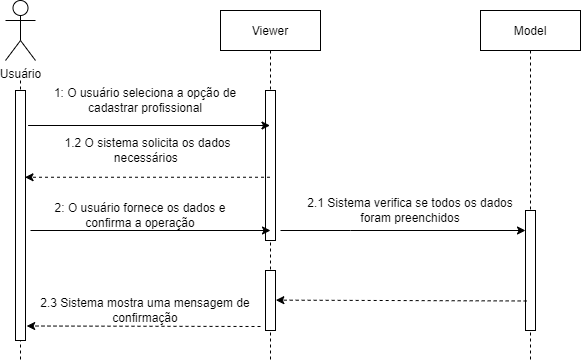 Viewer
Model
Usuário
1: O usuário seleciona a opção de
cadastrar profissional
1.2 O sistema solicita os dados
necessários
2: O usuário fornece os dados e
confirma a operação
2.1 Sistema verifica se todos os dados
foram preenchidos
2.3 Sistema mostra uma mensagem de
confirmação